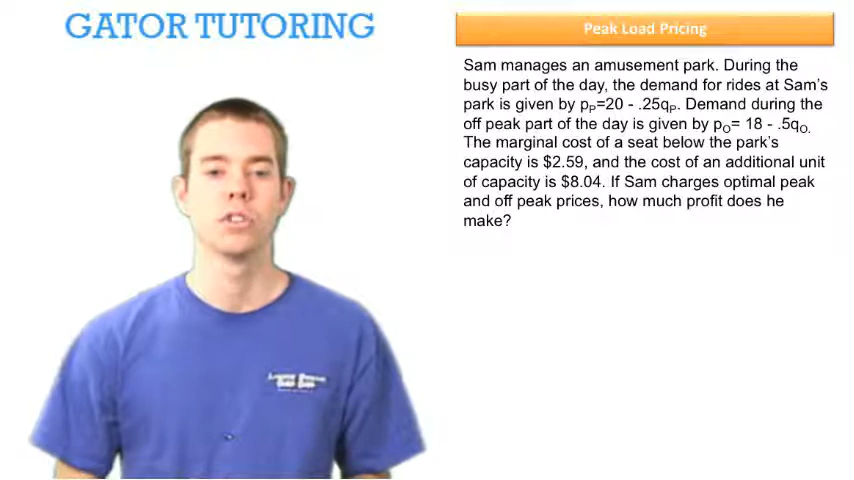 GATOR TUTORING
Peak Load Pricing
Sam manages an amusement park. During the
busy part of the day, the demand for rides at Sam's
park is given by pP=20 - .25qP. Demand during the
off peak part of the day is given by pO= 18 - .5qO.
The marginal cost of a seat below the park's
capacity is $2.59, and the cost of an additional unit
of capacity is $8.04. If Sam charges optimal peak
and off peak prices, how much profit does he
make?